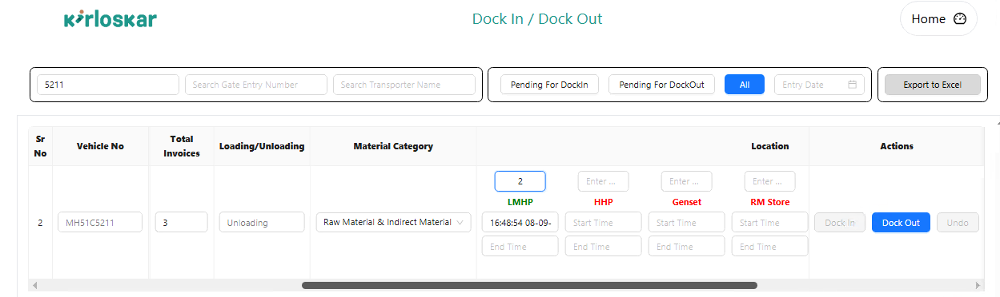 kirloskar
Dock In / Dock Out
Home
5211
Search Gate Entry Number
Search Transporter Name
Pending For DockIn
Pending For DockOut
All
Entry Date
Export to Excel
Sr No
Vehicle No
Total Invoices
Loading/Unloading
Material Category
Location
Actions
2
MH51C5211
3
Unloading
Raw Material & Indirect Material
2
Enter ...
Enter ...
Enter ...
LMHP
HHP
Genset
RM Store
16:48:54 08-09-
Start Time
Start Time
Start Time
End Time
End Time
End Time
End Time
Dock In
Dock Out
Undo